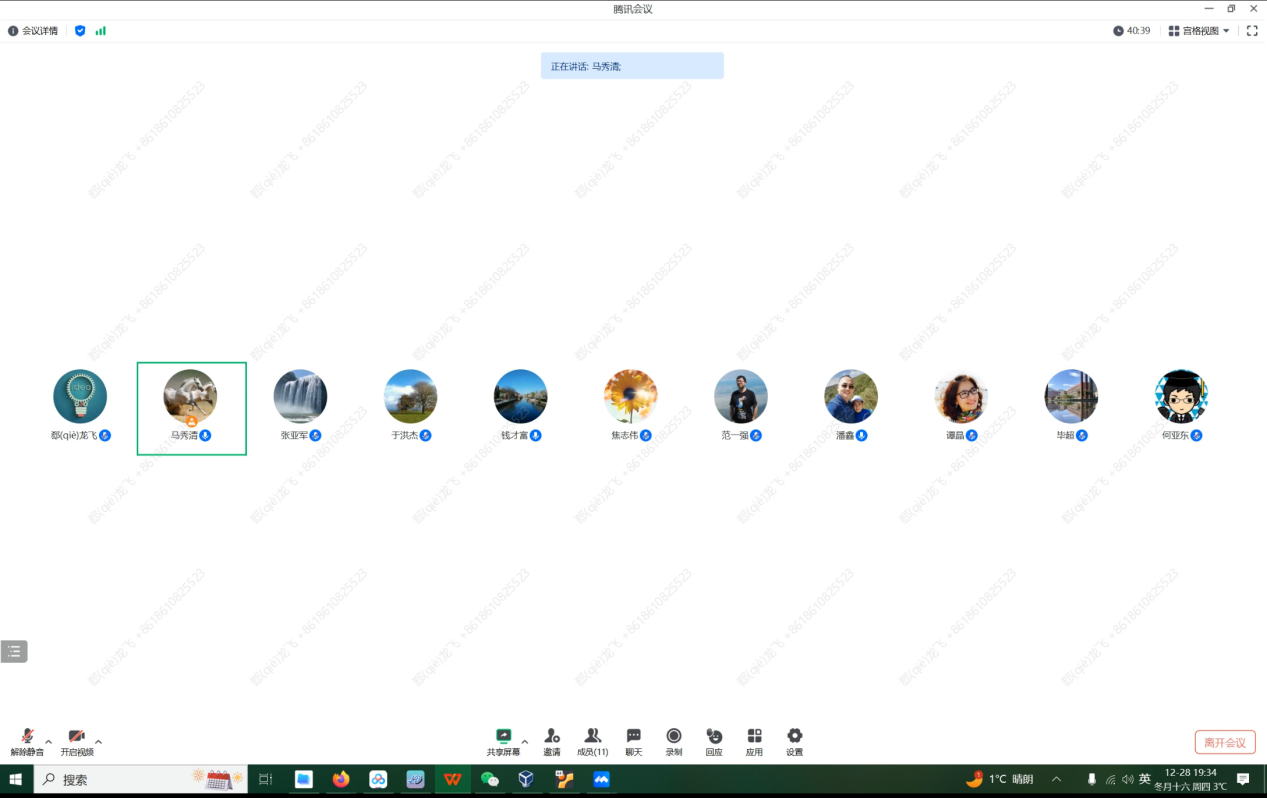 腾讯会议
会议详情
40:39
宫格视图
正在讲话: 马秀清;
idea
郄(qiè)龙飞
马秀清
张亚军
于洪杰
钱才富
焦志伟
范一强
潘鑫
谭晶
毕超
何亚东
解除静音
开启视频
共享屏幕
邀请
成员(11)
聊天
录制
回应
应用
设置
离开会议
搜索
1°C 晴朗
英
12-28 19:34
冬月十六 周四 3℃